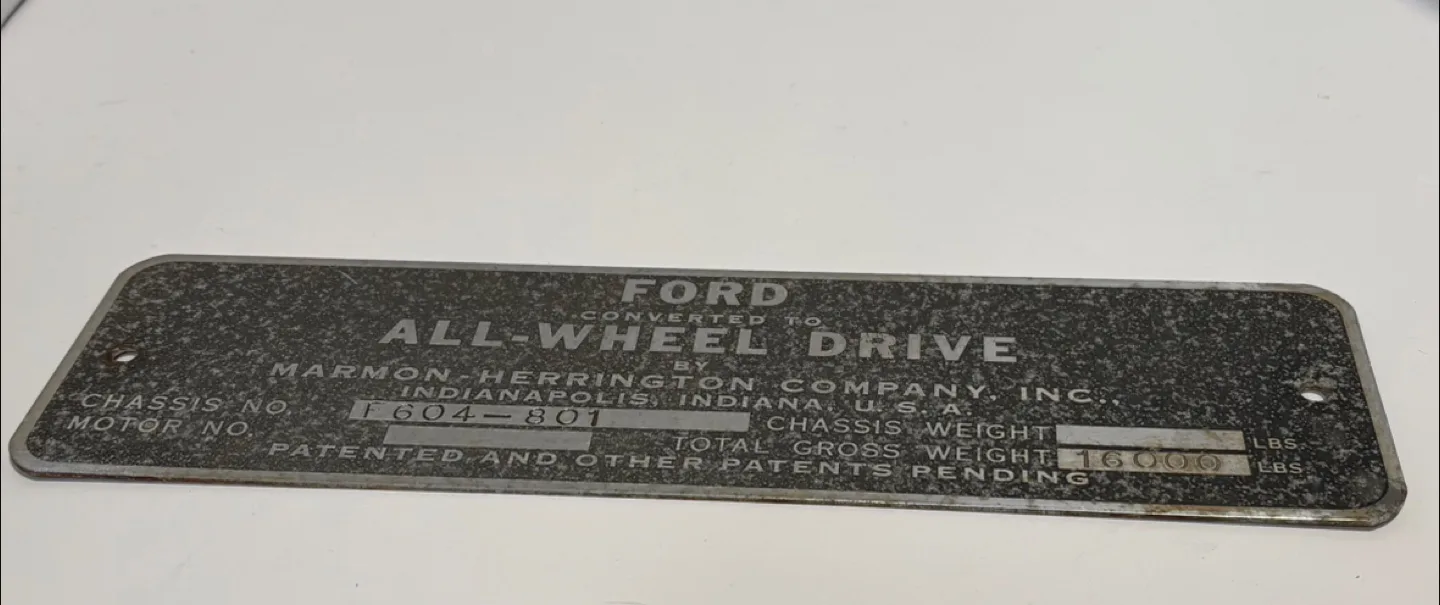 FORD
CONVERTED TO
ALL-WHEEL DRIVE
BY
MARMON-HERRINGTON COMPANY, INC.,
INDIANAPOLIS, INDIANA, U.S.A.
CHASSIS NO. F604-801 CHASSIS WEIGHT LBS.
MOTOR NO. TOTAL GROSS WEIGHT 16000 LBS.
PATENTED AND OTHER PATENTS PENDING